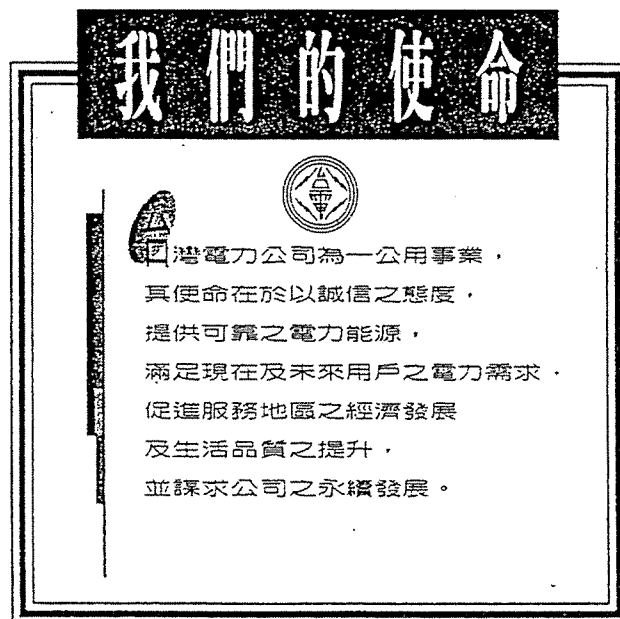 我們的使命
台電
台灣電力公司為一公用事業，
其使命在於以誠信之態度，
提供可靠之電力能源，
滿足現在及未來用戶之電力需求，
促進服務地區之經濟發展
及生活品質之提升，
並謀求公司之永續發展。